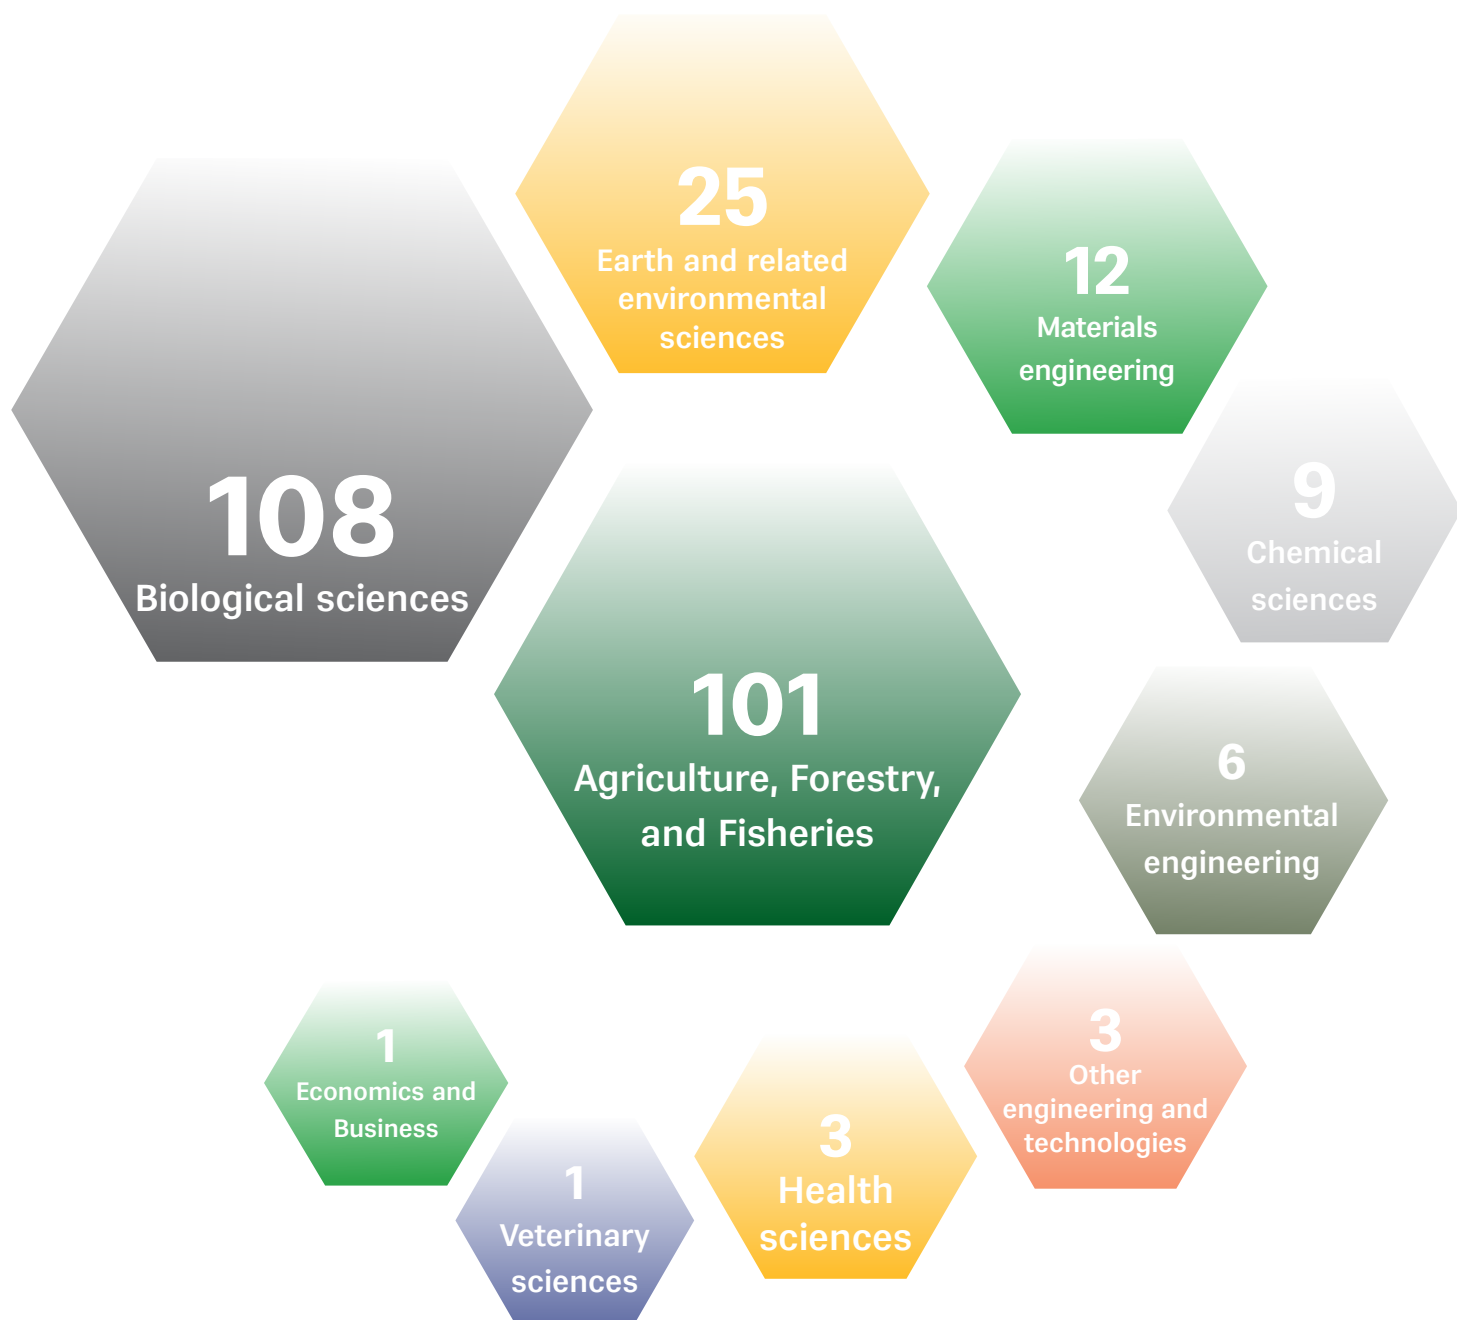 25
Earth and related
environmental
sciences
12
Materials
engineering
108
Biological sciences
9
Chemical
sciences
101
Agriculture, Forestry,
and Fisheries
6
Environmental
engineering
3
Other
engineering and
technologies
1
Economics and
Business
3
Health
sciences
1
Veterinary
sciences